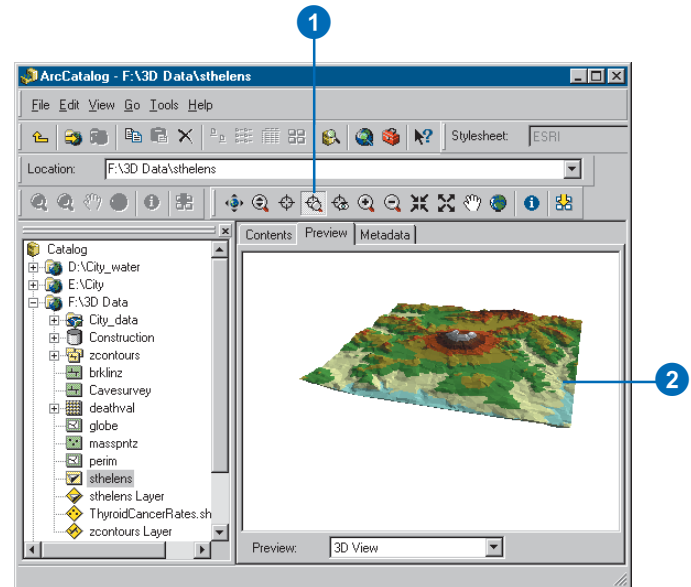 1
ArcCatalog - F:\3D Data\sthelens
File Edit View Go Tools Help
Stylesheet: ESRI
Location: F:\3D Data\sthelens
Contents Preview Metadata
Catalog
D:\City_water
E:\City
F:\3D Data
City_data
Construction
zcontours
brklinz
Cavesurvey
deathval
globe
masspntz
perim
sthelens
sthelens Layer
ThyroidCancerRates.sh
zcontours Layer
2
Preview: 3D View